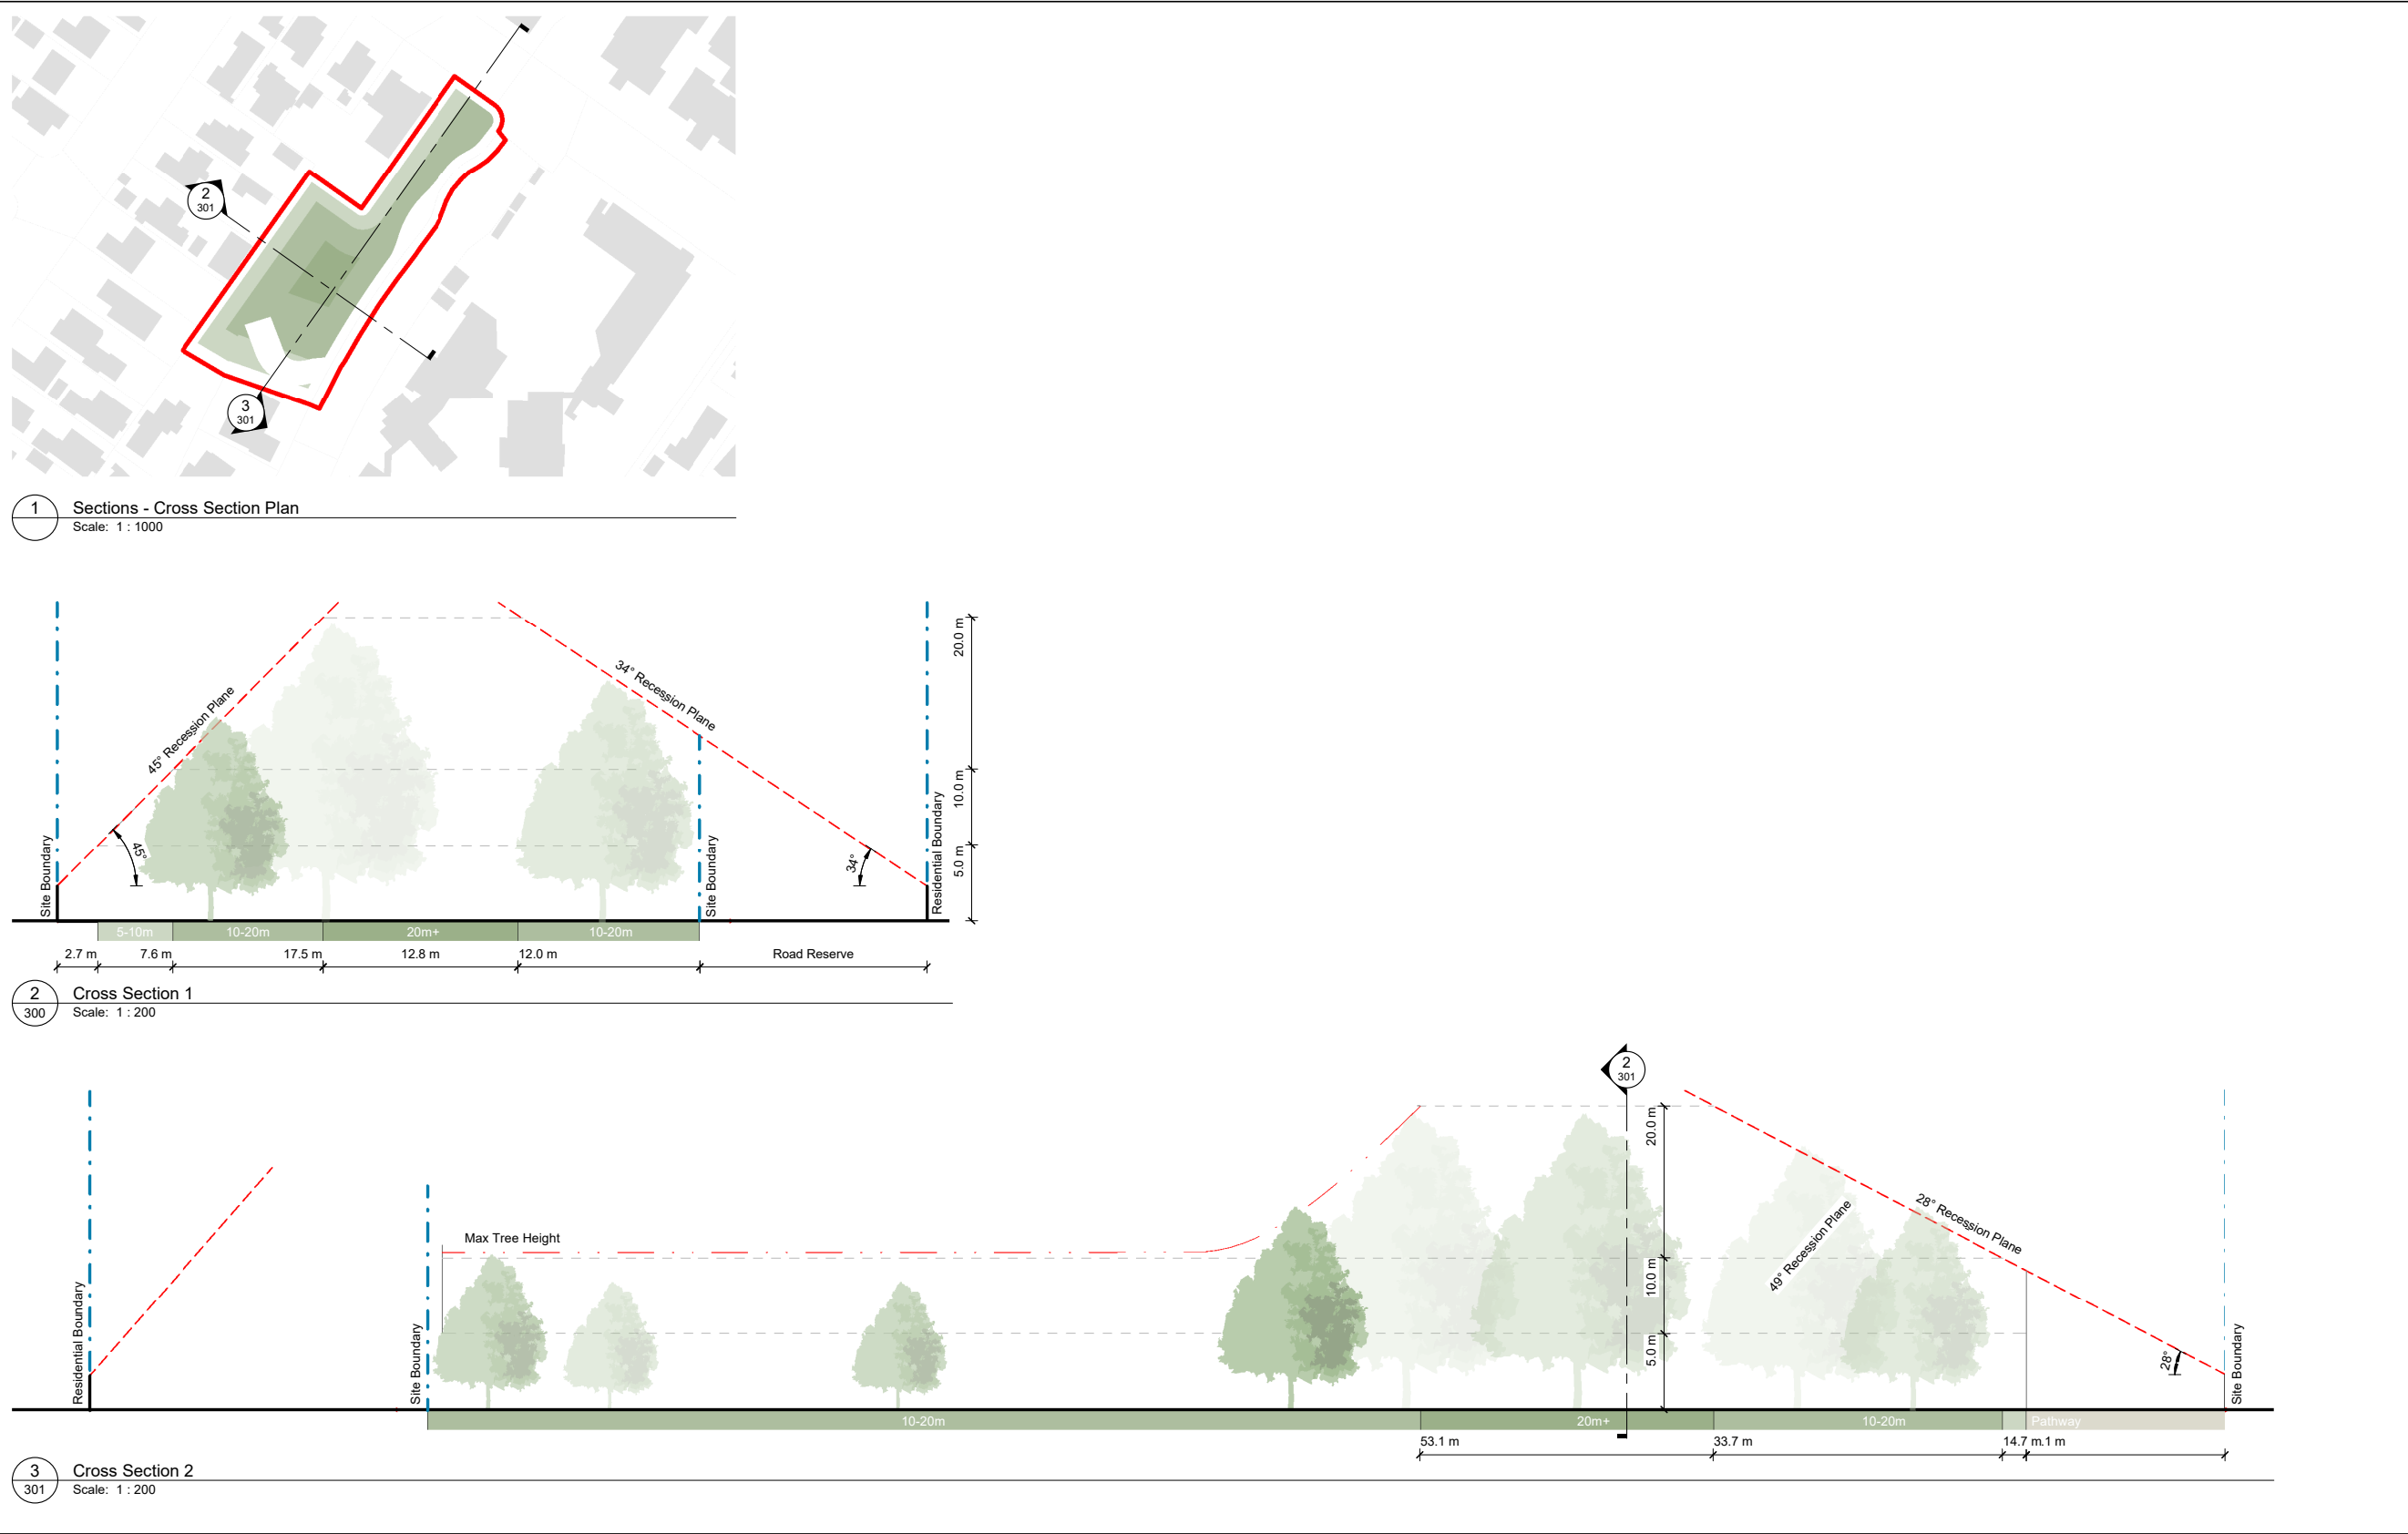 2
301
3
301
1
Sections - Cross Section Plan
Scale: 1 : 1000
45° Recession Plane
34° Recession Plane
45°
34°
Site Boundary
Site Boundary
Residential Boundary
20.0 m
10.0 m
5.0 m
5-10m
10-20m
20m+
10-20m
2.7 m
7.6 m
17.5 m
12.8 m
12.0 m
Road Reserve
2
300
Cross Section 1
Scale: 1 : 200
2
301
Max Tree Height
49° Recession Plane
28° Recession Plane
28°
Residential Boundary
Site Boundary
Site Boundary
20.0 m
10.0 m
5.0 m
10-20m
20m+
10-20m
Pathway
53.1 m
33.7 m
14.7 m.1 m
3
301
Cross Section 2
Scale: 1 : 200